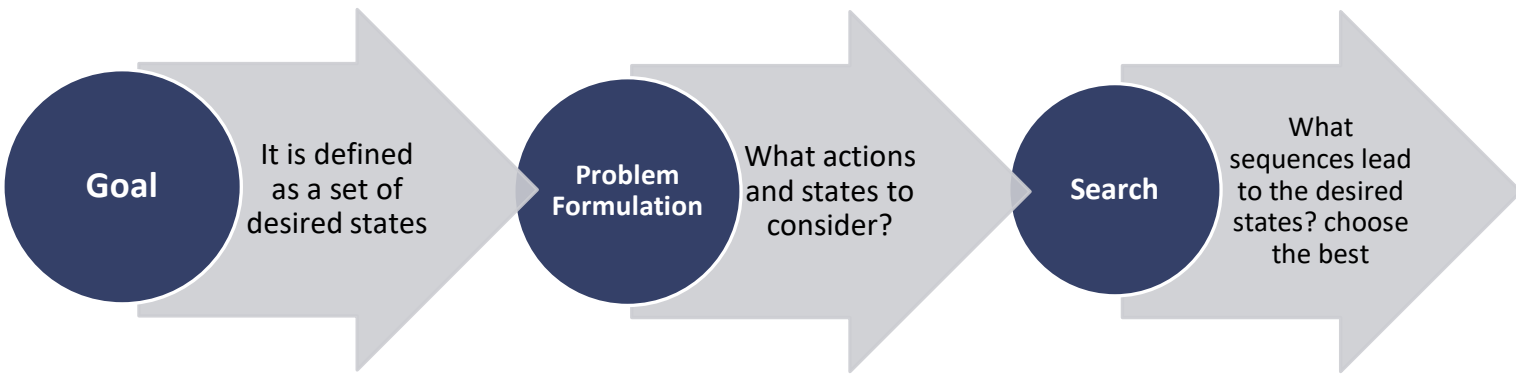 Goal
It is defined
as a set of
desired states
Problem
Formulation
What actions
and states to
consider?
Search
What
sequences lead
to the desired
states? choose
the best